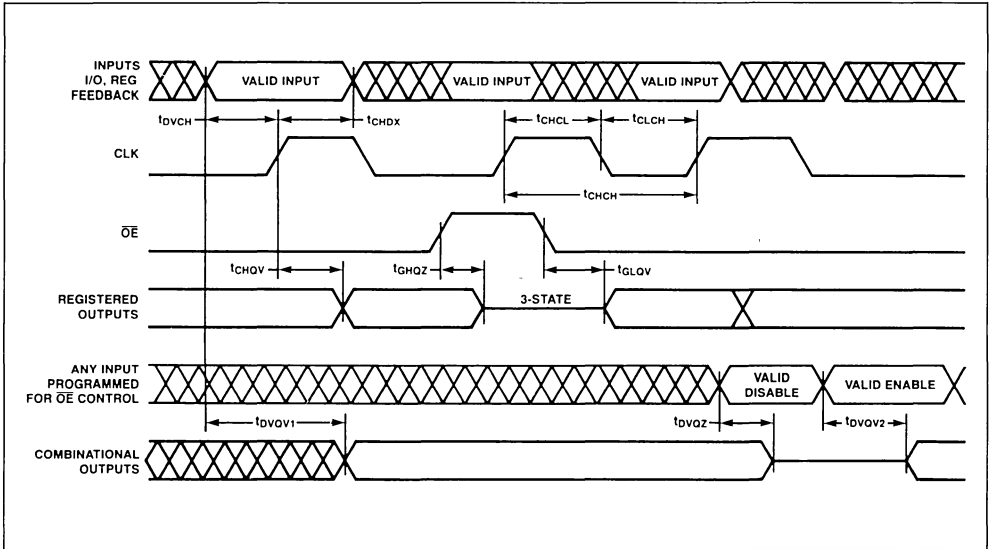 INPUTS
I/O, REG
FEEDBACK
VALID INPUT
VALID INPUT
VALID INPUT
tDVCH
tCHDX
tCHCL
tCLCH
CLK
tCHCH
OE
tCHQV
tGHQZ
tGLQV
REGISTERED
OUTPUTS
3-STATE
ANY INPUT
PROGRAMMED
FOR OE CONTROL
VALID
DISABLE
VALID ENABLE
tDVQV1
tDVQZ
tDVQV2
COMBINATIONAL
OUTPUTS